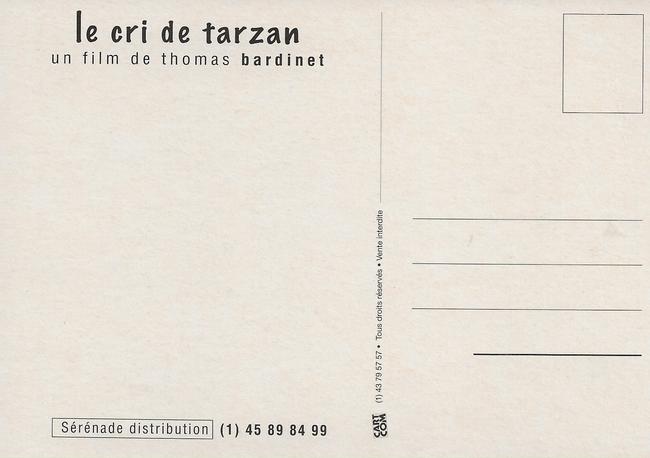 le cri de tarzan
un film de thomas bardinet
Sérénade distribution (1) 45 89 84 99
CART COM (1) 43 79 57 57 • Tous droits réservés • Vente interdite